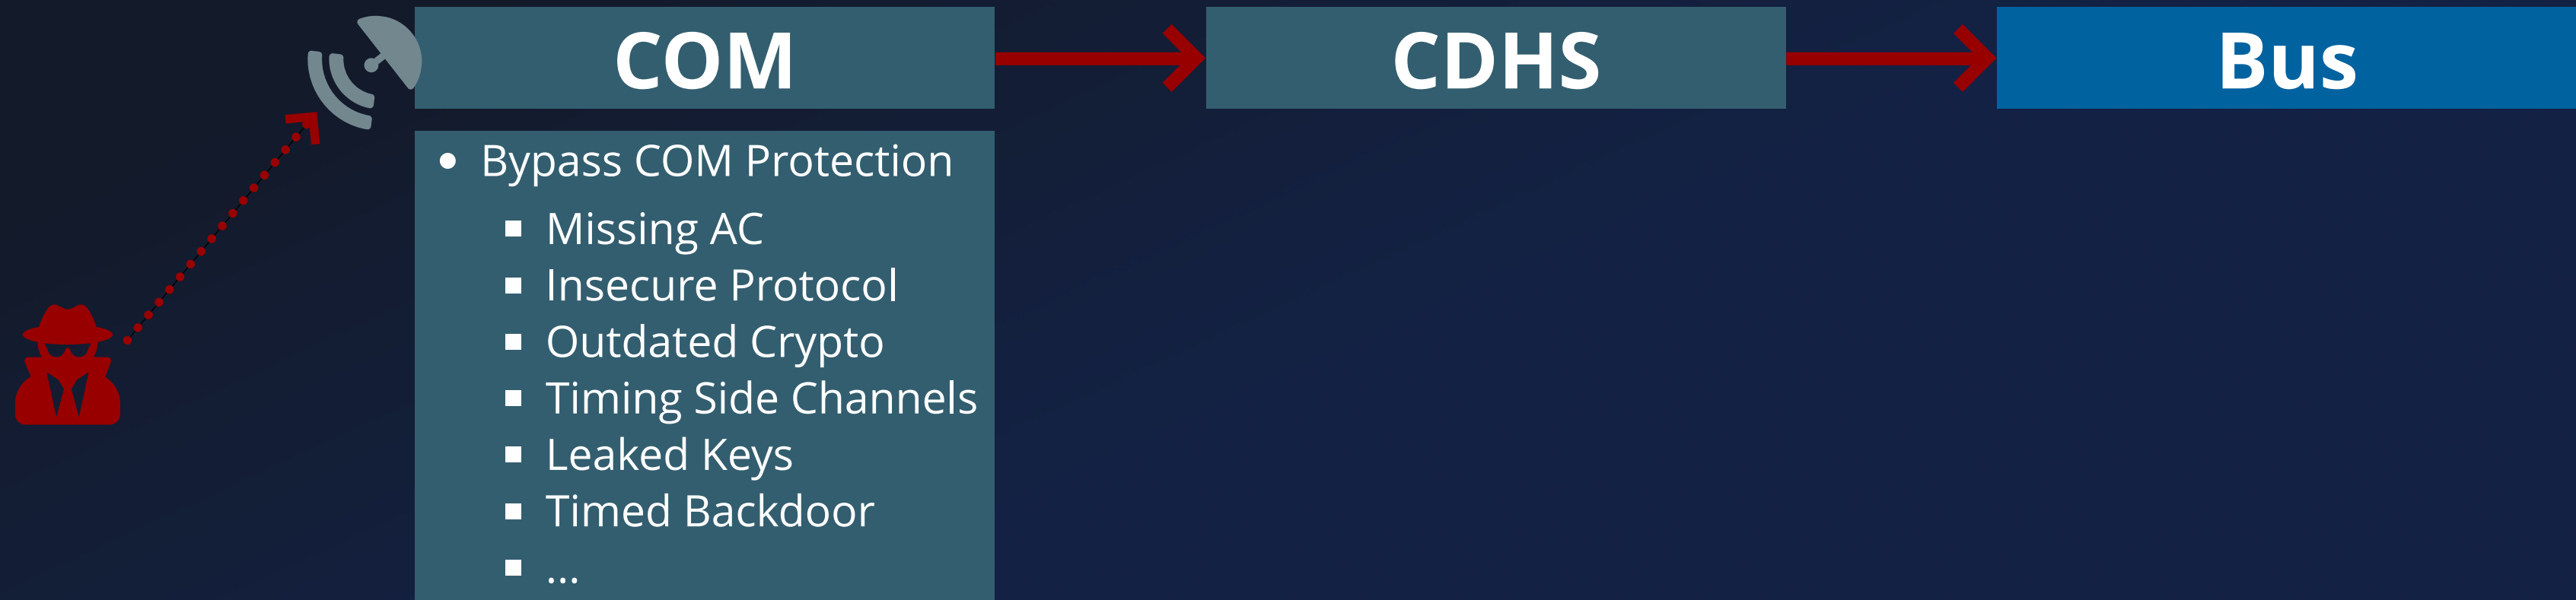 COM
CDHS
Bus
Bypass COM Protection
Missing AC
Insecure Protocol
Outdated Crypto
Timing Side Channels
Leaked Keys
Timed Backdoor
...